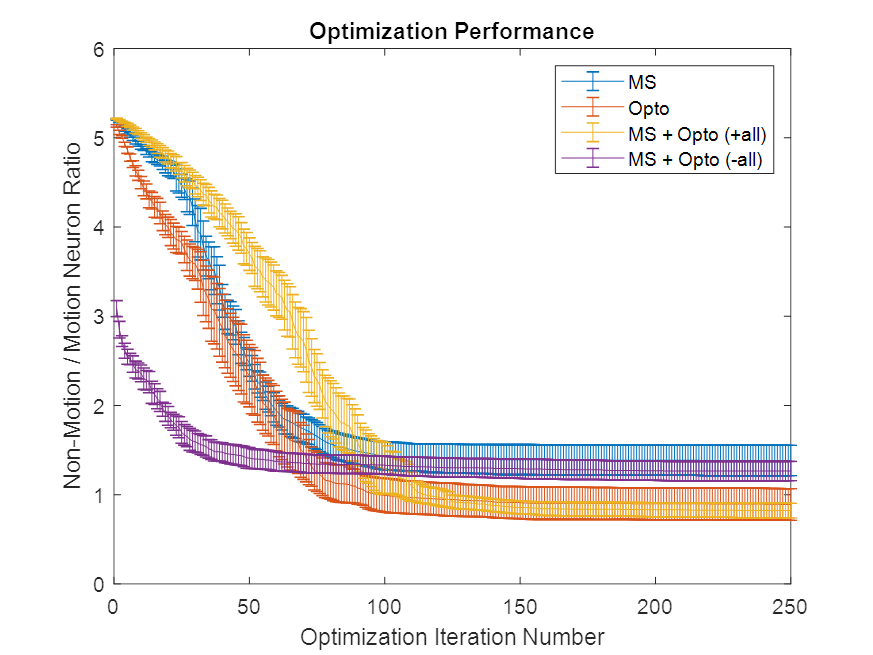 Optimization Performance
6
5
4
3
2
1
0
Non-Motion / Motion Neuron Ratio
MS
Opto
MS + Opto (+all)
MS + Opto (-all)
0 50 100 150 200 250
Optimization Iteration Number